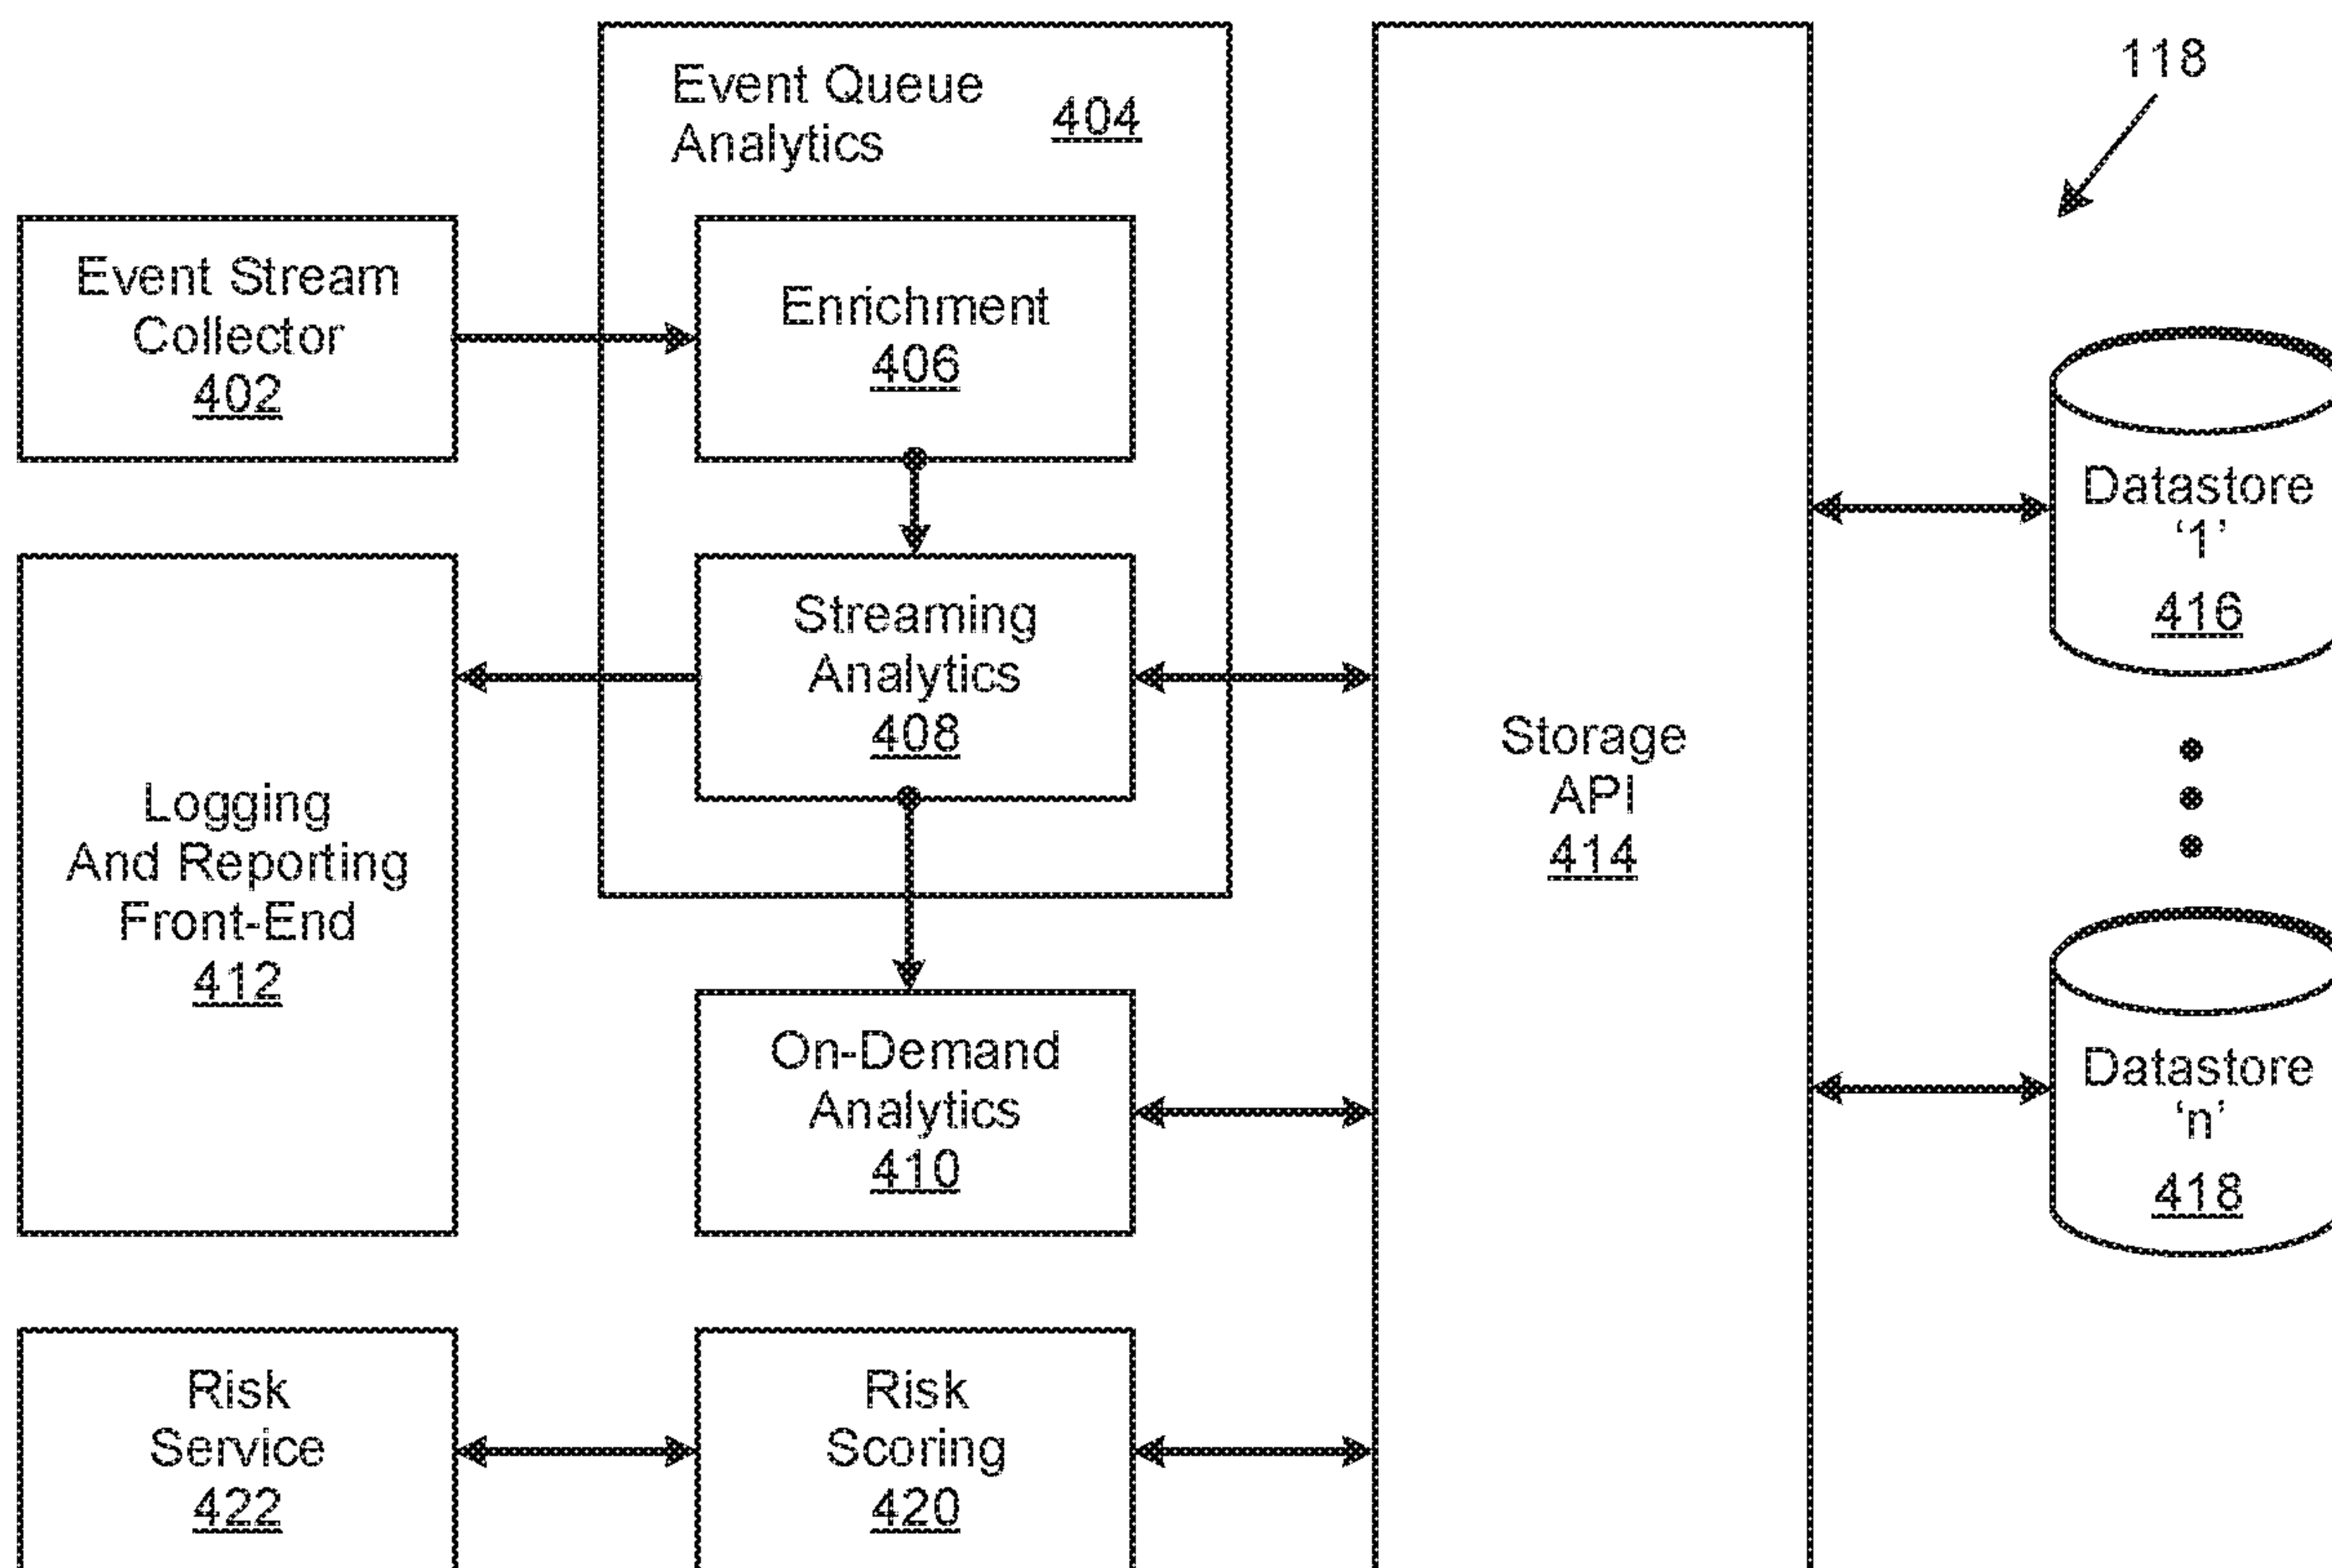 Event Queue
Analytics
404
118
Event Stream
Collector
402
Enrichment
406
Streaming
Analytics
408
Logging
And Reporting
Front-End
412
On-Demand
Analytics
410
Storage
API
414
Datastore
‘1’
416
Datastore
‘n’
418
Risk
Service
422
Risk
Scoring
420